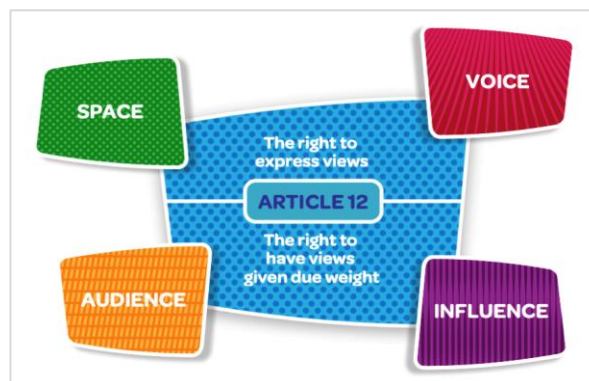 SPACE
VOICE
The right to
express views
ARTICLE 12
The right to
have views
given due weight
AUDIENCE
INFLUENCE